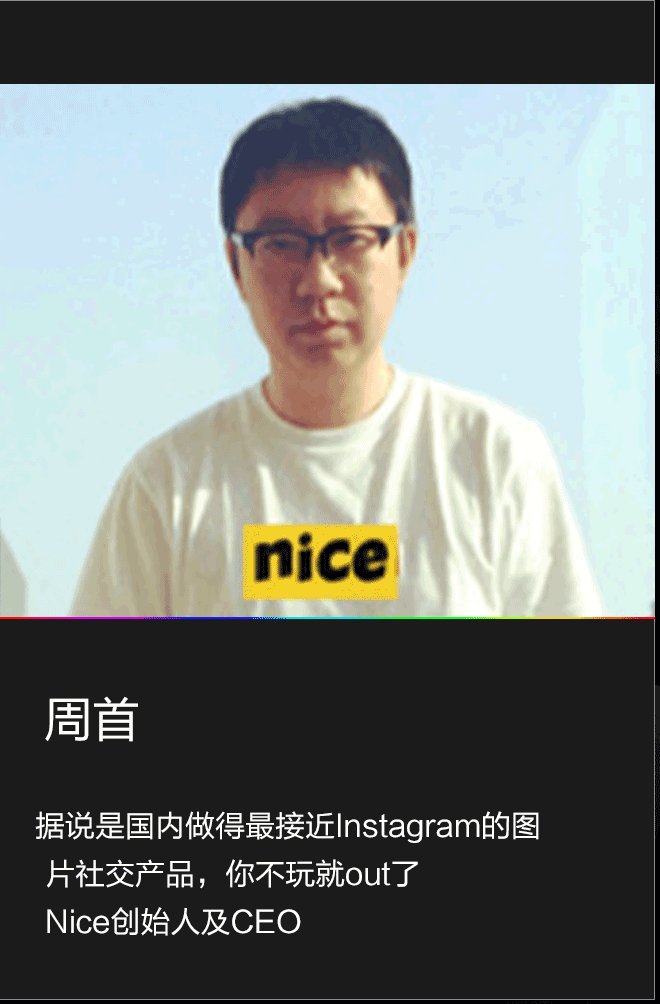 nice
周首
据说是国内做得最接近Instagram的图
片社交产品，你不玩就out了
Nice创始人及CEO